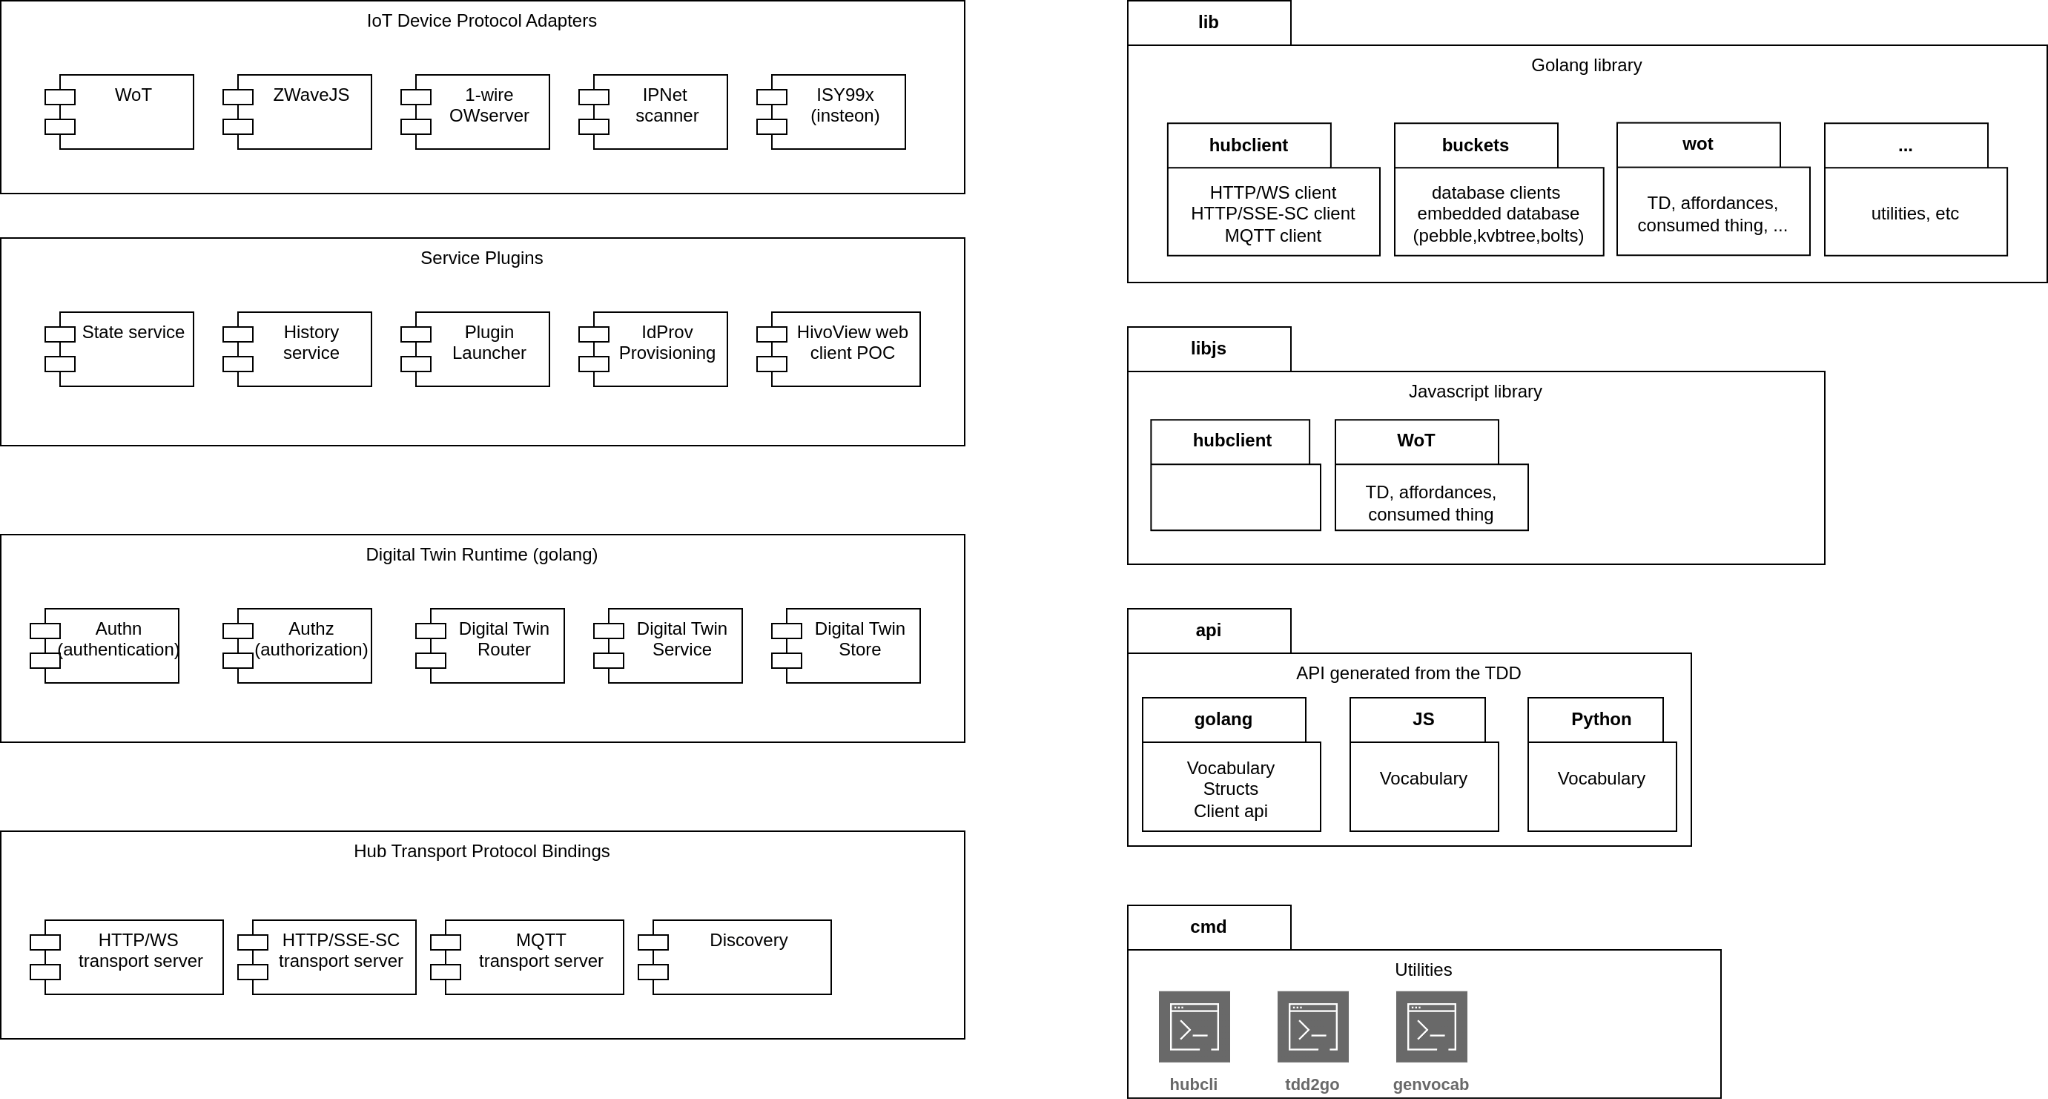 IoT Device Protocol Adapters
WoT
ZWaveJS
1-wire
OWserver
IPNet
scanner
ISY99x
(insteon)
Service Plugins
State service
History
service
Plugin
Launcher
IdProv
Provisioning
HivoView web
client POC
Digital Twin Runtime (golang)
Authn
(authentication)
Authz
(authorization)
Digital Twin
Router
Digital Twin
Service
Digital Twin
Store
Hub Transport Protocol Bindings
HTTP/WS
transport server
HTTP/SSE-SC
transport server
MQTT
transport server
Discovery
lib
Golang library
hubclient
HTTP/WS client
HTTP/SSE-SC client
MQTT client
buckets
database clients
embedded database
(pebble,kvbtree,bolts)
wot
TD, affordances,
consumed thing, ...
...
utilities, etc
libjs
Javascript library
hubclient
WoT
TD, affordances,
consumed thing
api
API generated from the TDD
golang
Vocabulary
Structs
Client api
JS
Vocabulary
Python
Vocabulary
cmd
Utilities
hubcli
tdd2go
genvocab